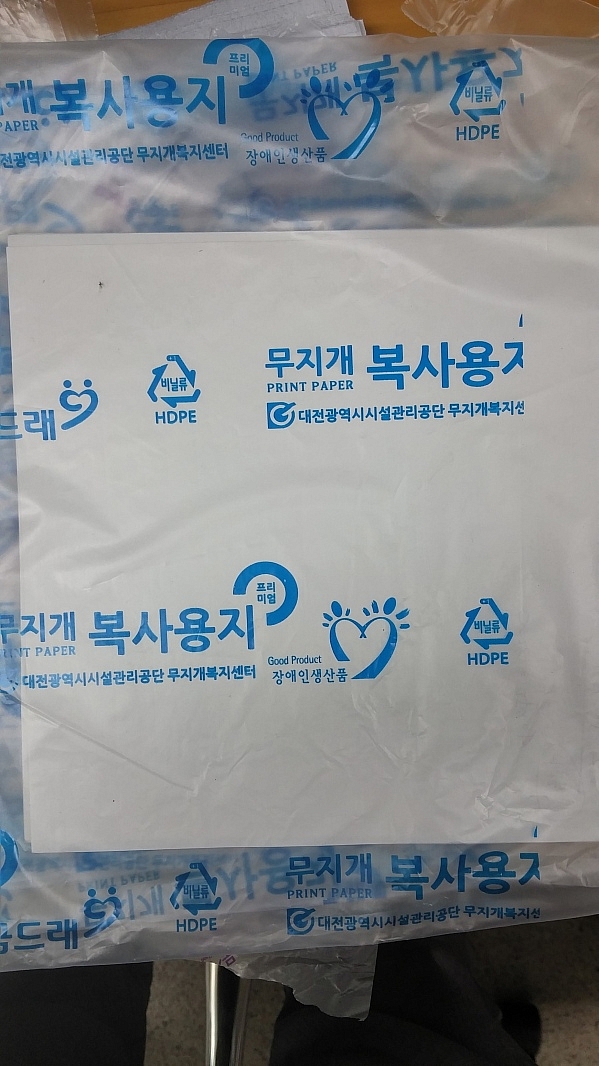 프리
미엄
복사용지
PAPER
Good Product
장애인생산품
비닐류
HDPE
전광역시시설관리공단 무지개복지센터
드래
비닐류
HDPE
무지개 복사용지
PRINT PAPER
대전광역시시설관리공단 무지개복지센
프리
미엄
무지개 복사용지
PRINT PAPER
대전광역시시설관리공단 무지개복지센터
Good Product
장애인생산품
비닐류
HDPE
드래
비닐류
HDPE
무지개 복사용지
PRINT PAPER
대전광역시시설관리공단 무지개복지센